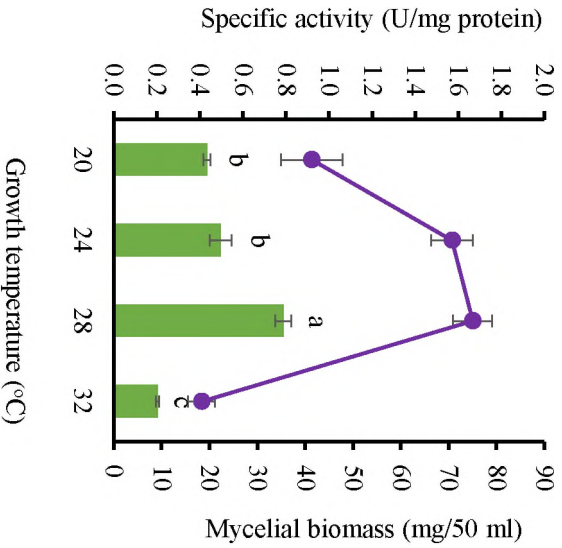 Specific activity (U/mg protein)
0.0 0.2 0.4 0.6 0.8 1.0 1.2 1.4 1.6 1.8 2.0
20 b
24 b
28 a
32 c
Growth temperature (°C)
0 10 20 30 40 50 60 70 80 90
Mycelial biomass (mg/50 ml)